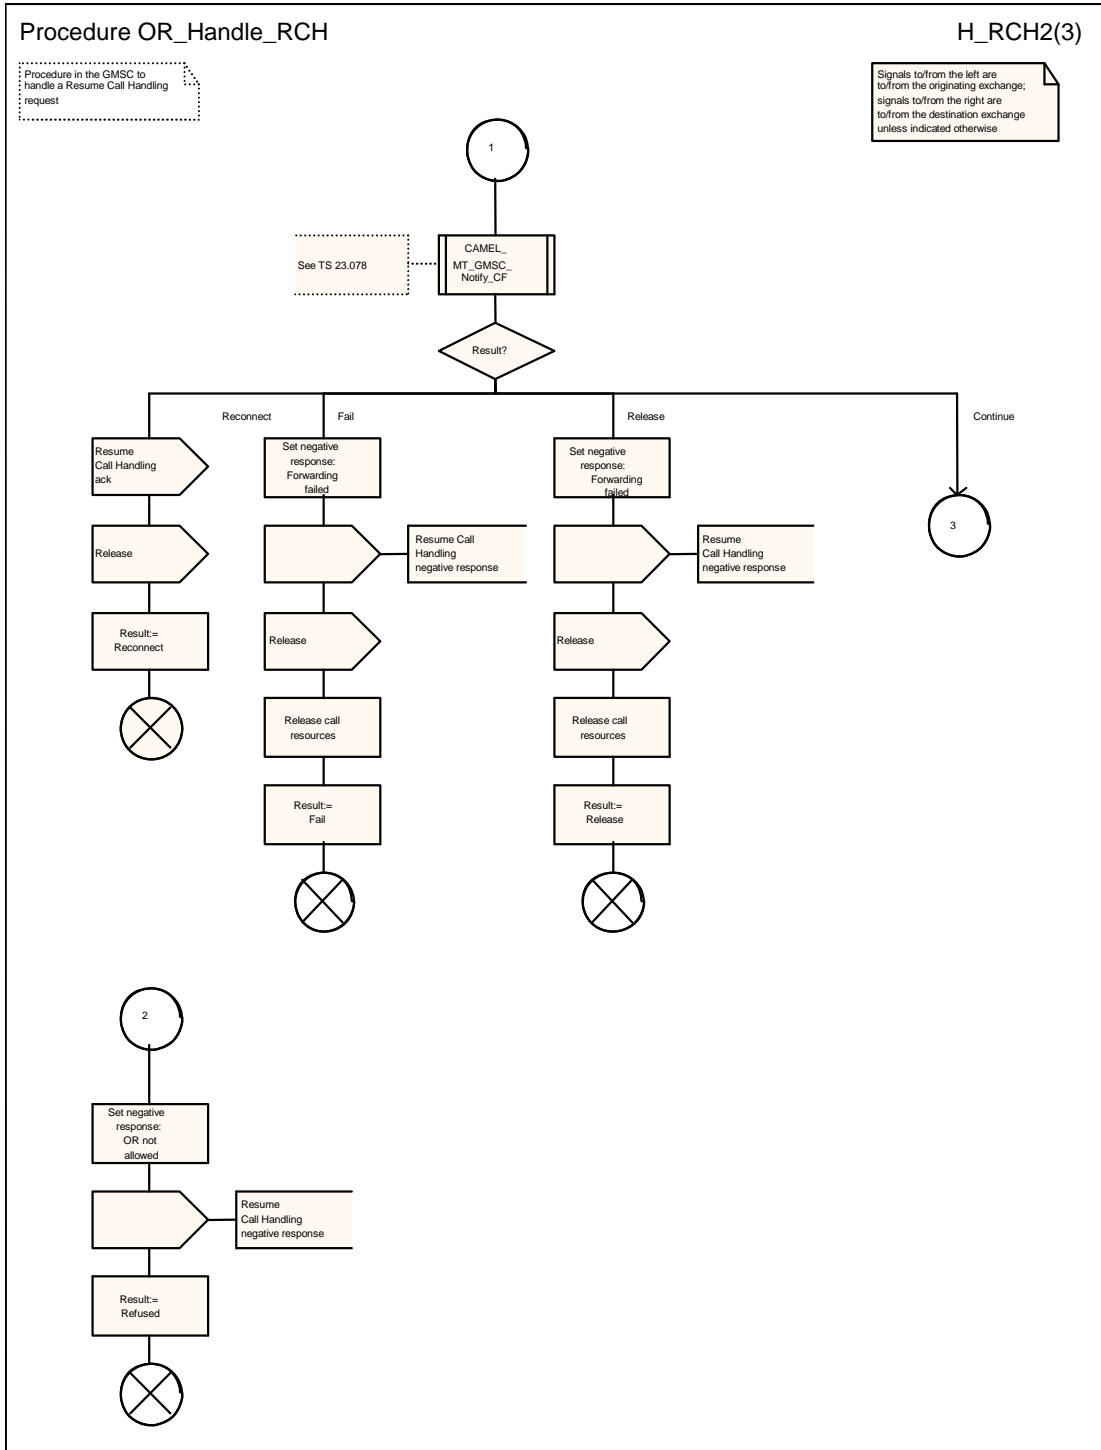 Procedure OR_Handle_RCH
H_RCH2(3)
Procedure in the GMSC to
handle a Resume Call Handling
request
Signals to/from the left are
to/from the originating exchange;
signals to/from the right are
to/from the destination exchange
unless indicated otherwise
1
See TS 23.078
CAMEL_
MT_GMSC_
Notify_CF
Result?
Reconnect
Fail
Release
Continue
Resume
Call Handling
ack
Set negative
response:
Forwarding
failed
Set negative
response:
Forwarding
failed
3
Release
Resume Call
Handling
negative response
Resume
Call Handling
negative response
Result:=
Reconnect
Release
Release
Release call
resources
Release call
resources
Result:=
Fail
Result:=
Release
2
Set negative
response:
OR not
allowed
Resume
Call Handling
negative response
Result:=
Refused